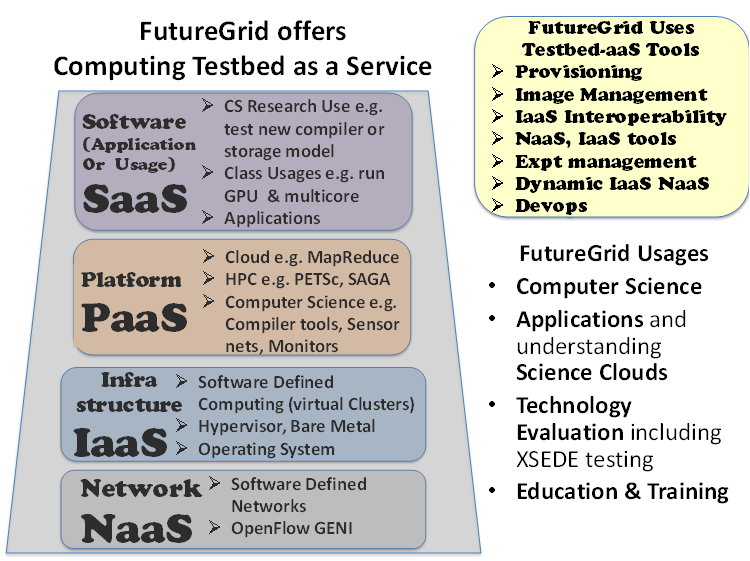 FutureGrid offers
Computing Testbed as a Service
Software
(Application
Or Usage)
SaaS
➢ CS Research Use e.g.
test new compiler or
storage model
➢ Class Usages e.g. run
GPU & multicore
➢ Applications
Platform
PaaS
➢ Cloud e.g. MapReduce
➢ HPC e.g. PETSc, SAGA
➢ Computer Science e.g.
Compiler tools, Sensor
nets, Monitors
Infra
structure
IaaS
➢ Software Defined
Computing (virtual Clusters)
➢ Hypervisor, Bare Metal
➢ Operating System
Network
NaaS
➢ Software Defined
Networks
➢ OpenFlow GENI
FutureGrid Uses
Testbed-aaS Tools
➢ Provisioning
➢ Image Management
➢ IaaS Interoperability
➢ NaaS, IaaS tools
➢ Expt management
➢ Dynamic IaaS NaaS
➢ Devops
FutureGrid Usages
• Computer Science
• Applications and
understanding
Science Clouds
• Technology
Evaluation including
XSEDE testing
• Education & Training